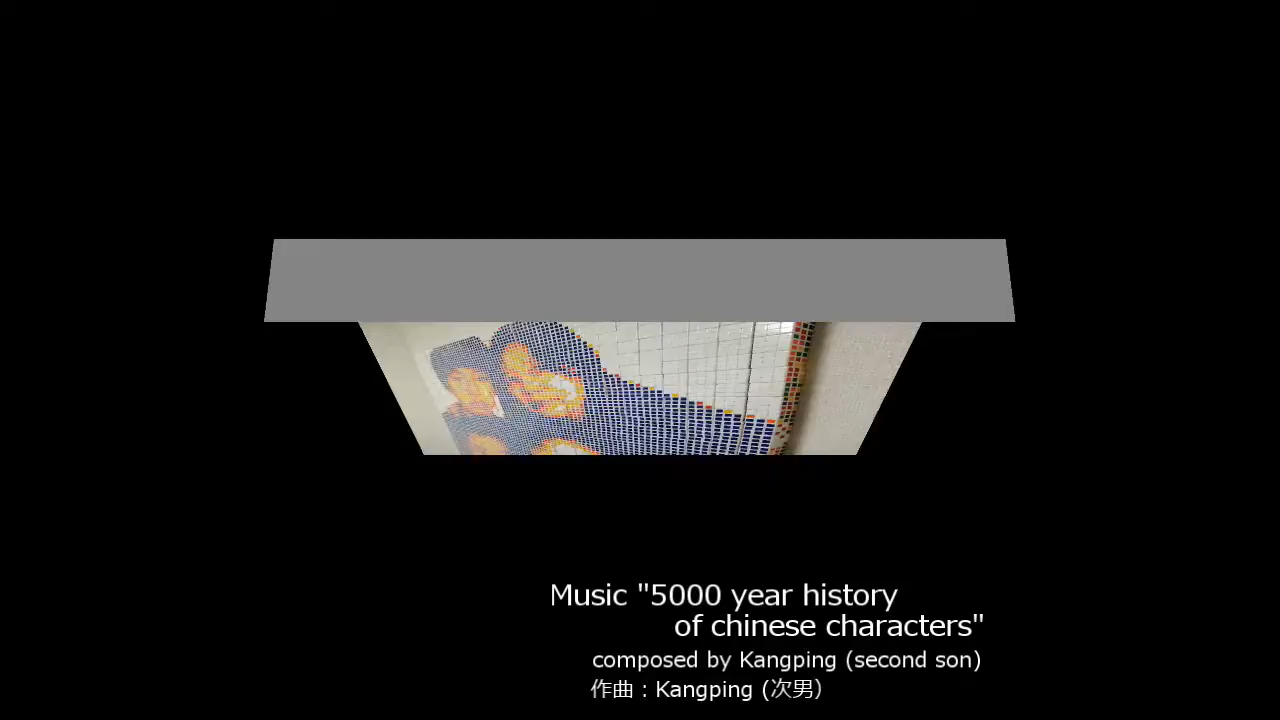 Music "5000 year history
of chinese characters"
composed by Kangping (second son)
作曲 : Kangping (次男)